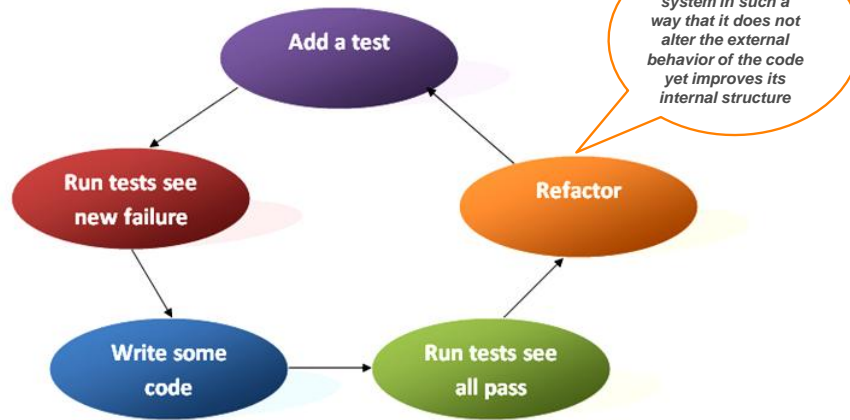 system in such a
way that it does not
alter the external
behavior of the code
yet improves its
internal structure
Add a test
Run tests see
new failure
Refactor
Write some
code
Run tests see
all pass